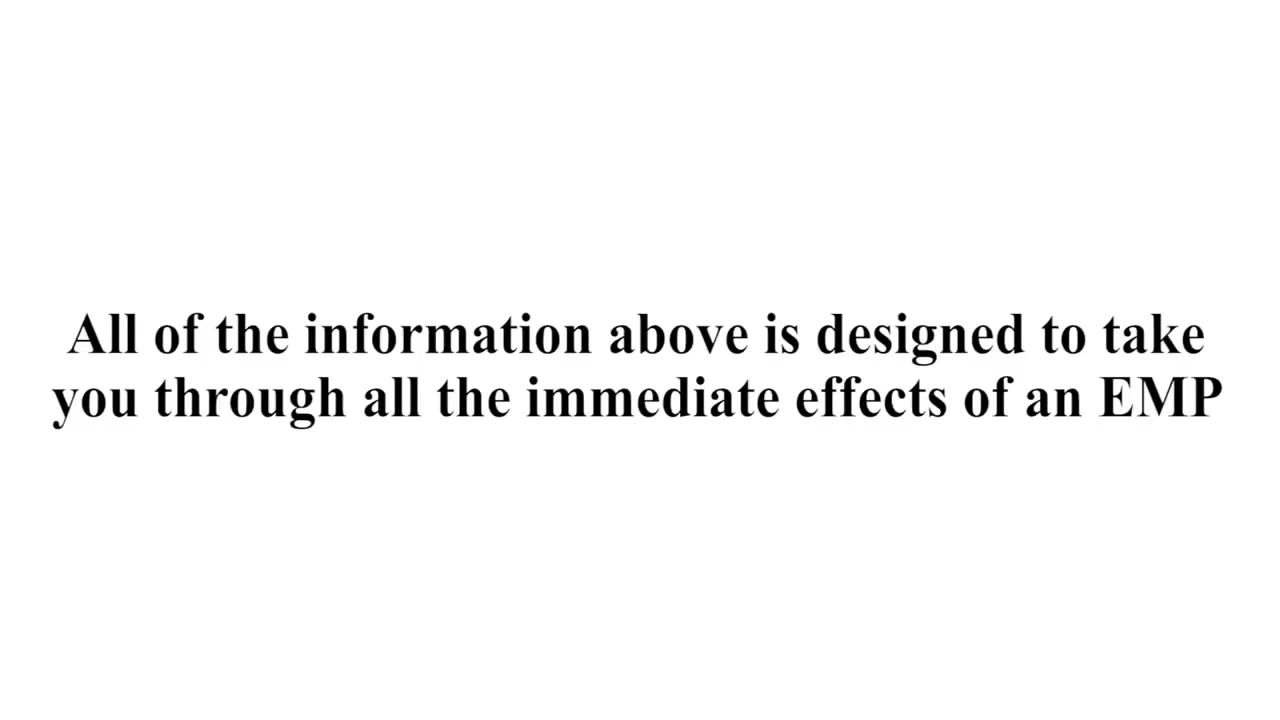 All of the information above is designed to take
you through all the immediate effects of an EMP